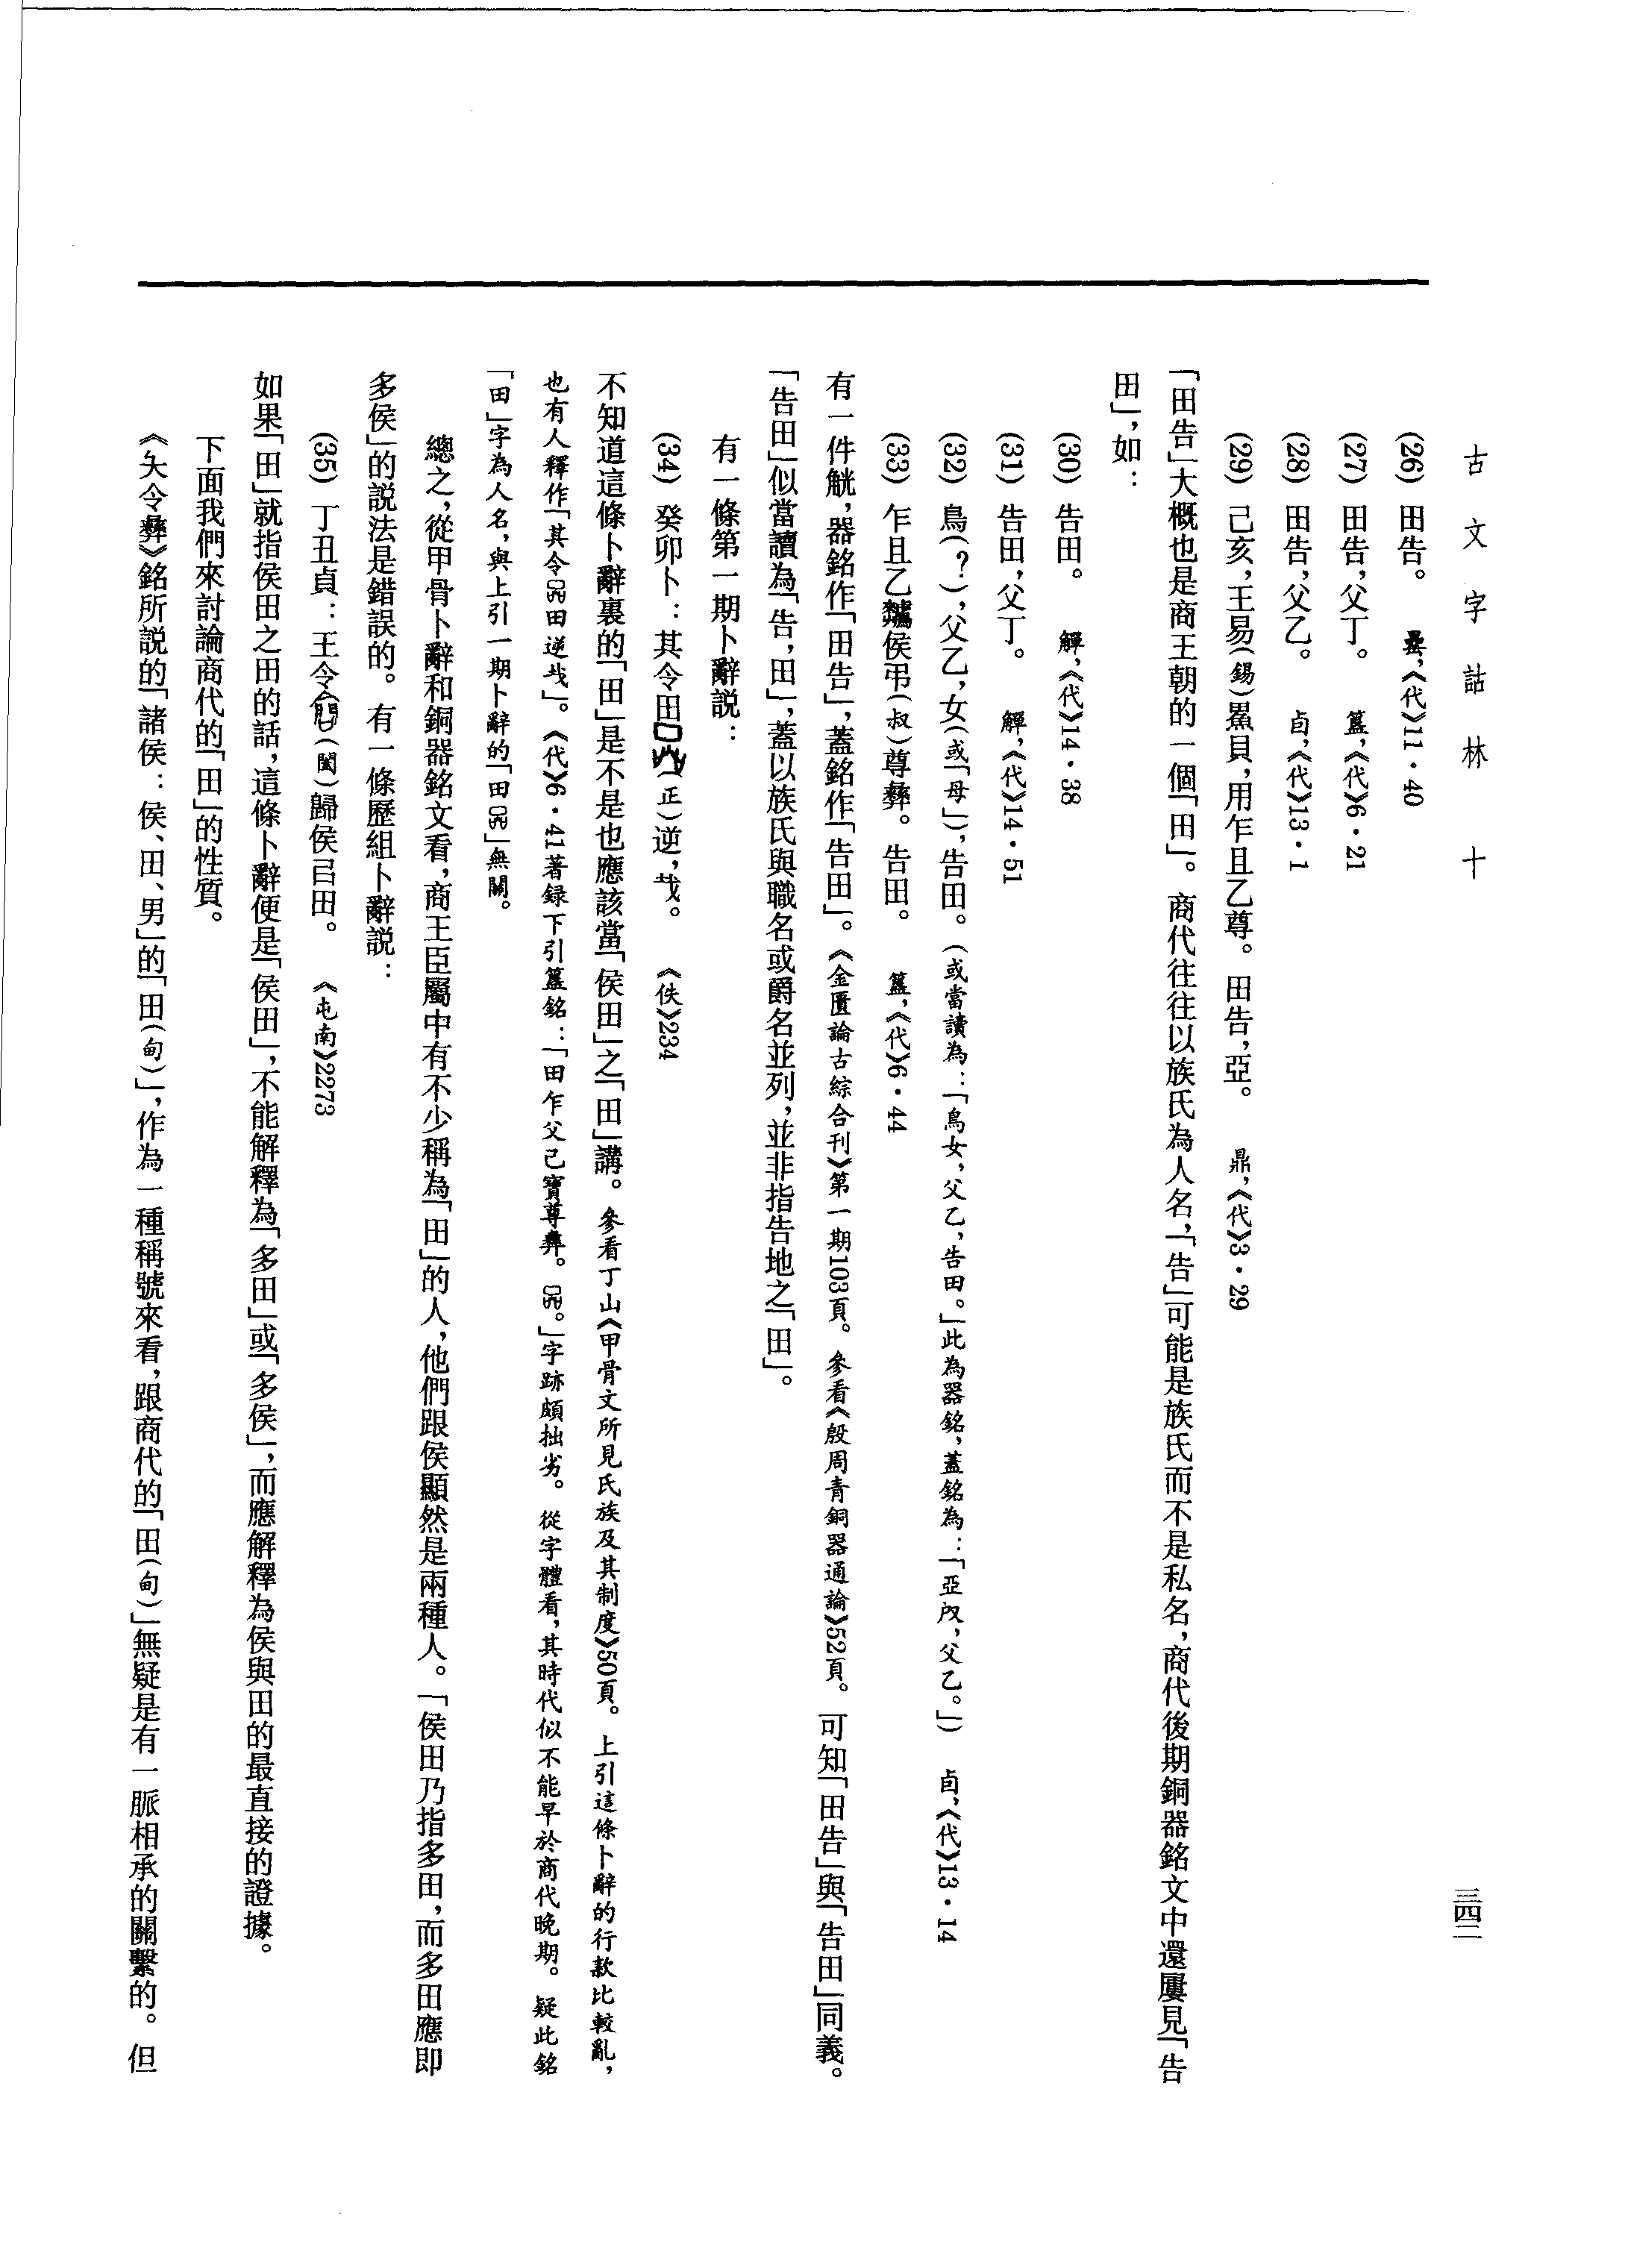 古文字詁林　十
三四二
(26) 田告。　罍，《代》11·40
(27) 田告，父丁。　簋，《代》6·21
(28) 田告，父乙。　卣，《代》13·1
(29) 己亥，王易（錫）貝，用乍且乙尊。田告，亞。　鼎，《代》3·29
「田告」大概也是商王朝的一個「田」。商代往往以族氏為人名，「告」可能是族氏而不是私名，商代後期銅器銘文中還屢見「告
田」，如：
(30) 告田。　觶，《代》14·38
(31) 告田，父丁。　觶，《代》14·51
(32) 鳥（？），父乙，女（或「母」），告田。（或當讀為：「鳥女，父乙，告田。」此為器銘，蓋銘為：「亞，父乙。」）　卣，《代》13·14
(33) 乍且乙侯弔（叔）尊彝。告田。　簋，《代》6·44
有一件觥，器銘作「田告」，蓋銘作「告田」。《金匱論古綜合刊》第一期103頁。參看《殷周青銅器通論》52頁。可知「田告」與「告田」同義。
「告田」似當讀為「告，田」，蓋以族氏與職名或爵名並列，並非指告地之「田」。
有一條第一期卜辭說：
(34) 癸卯卜：其令田（正）逆，𢦏。　《佚》234
不知道這條卜辭裏的「田」是不是也應該當「侯田」之「田」講。參看丁山《甲骨文所見氏族及其制度》50頁。上引這條卜辭的行款比較亂，
也有人釋作「其令田逆𢦏」。《代》6·41著録下引簋銘：「田乍父己寶尊彝。。」字跡頗拙劣。從字體看，其時代似不能早於商代晚期。疑此銘
「田」字為人名，與上引一期卜辭的「田」無關。
總之，從甲骨卜辭和銅器銘文看，商王臣屬中有不少稱為「田」的人，他們跟侯顯然是兩種人。「侯田乃指多田，而多田應即
多侯」的說法是錯誤的。有一條歷組卜辭說：
(35) 丁丑貞：王令（闔）歸侯㠯田。　《屯南》2273
如果「田」就指侯田之田的話，這條卜辭便是「侯田」，不能解釋為「多田」或「多侯」，而應解釋為侯與田的最直接的證據。
下面我們來討論商代的「田」的性質。
《夨令彝》銘所說的「諸侯：侯、田、男」的「田（甸）」，作為一種稱號來看，跟商代的「田（甸）」無疑是有一脈相承的關繫的。但